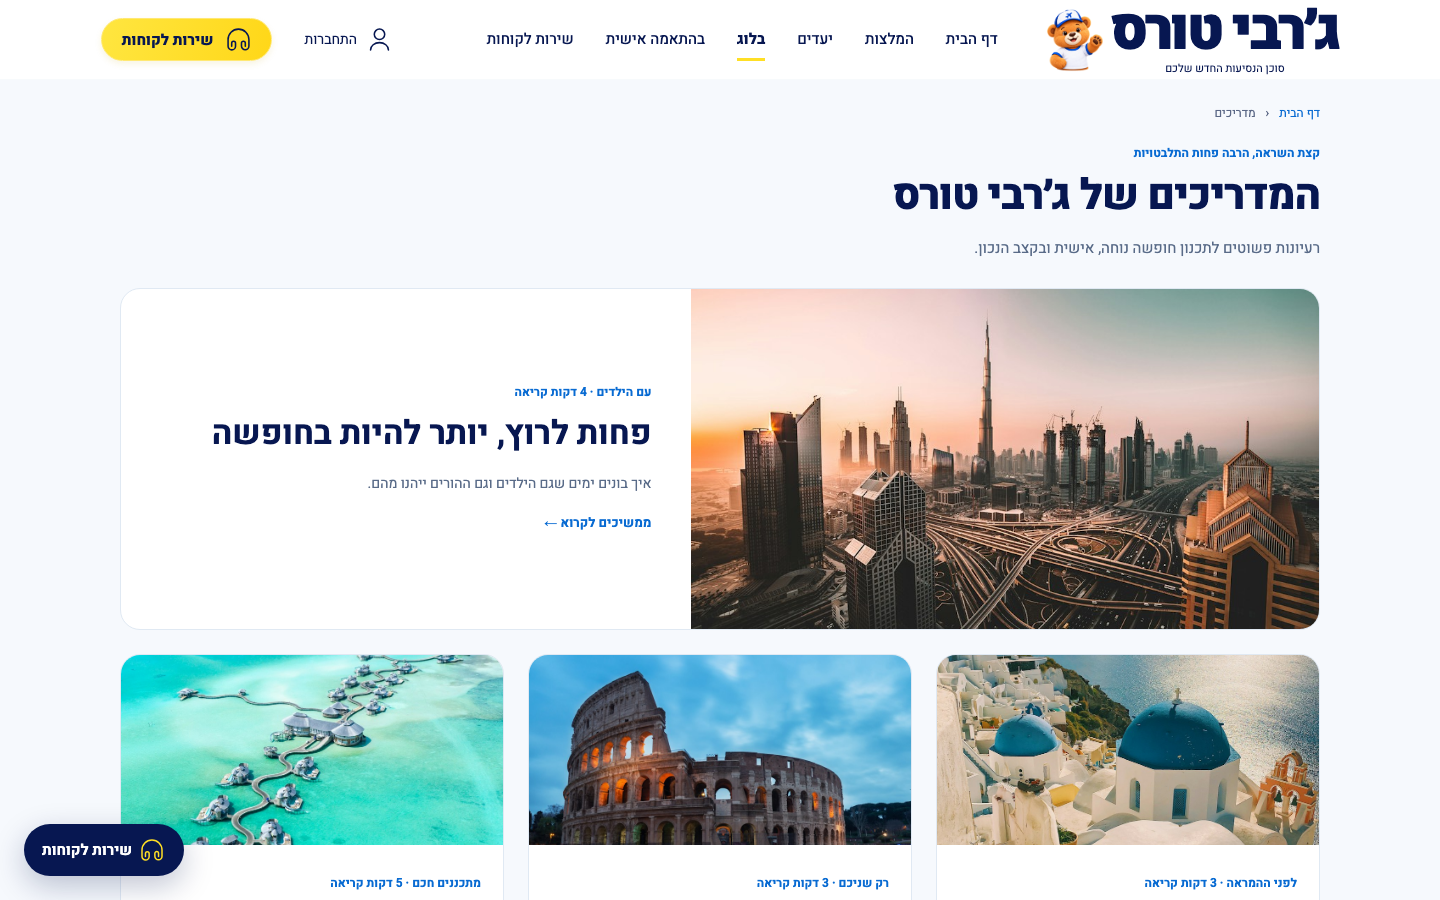 ג'רבי טורס
סוכן הנסיעות החדש שלכם
דף הבית
המלצות
יעדים
בלוג
בהתאמה אישית
שירות לקוחות
התחברות
שירות לקוחות
דף הבית › מדריכים
קצת השראה, הרבה פחות התלבטויות
המדריכים של ג'רבי טורס
רעיונות פשוטים לתכנון חופשה נוחה, אישית ובקצב הנכון.
עם הילדים · 4 דקות קריאה
פחות לרוץ, יותר להיות בחופשה
איך בונים ימים שגם הילדים וגם ההורים ייהנו מהם.
ממשיכים לקרוא ←
לפני ההמראה · 3 דקות קריאה
רק שניכם · 3 דקות קריאה
מתכננים חכם · 5 דקות קריאה
שירות לקוחות